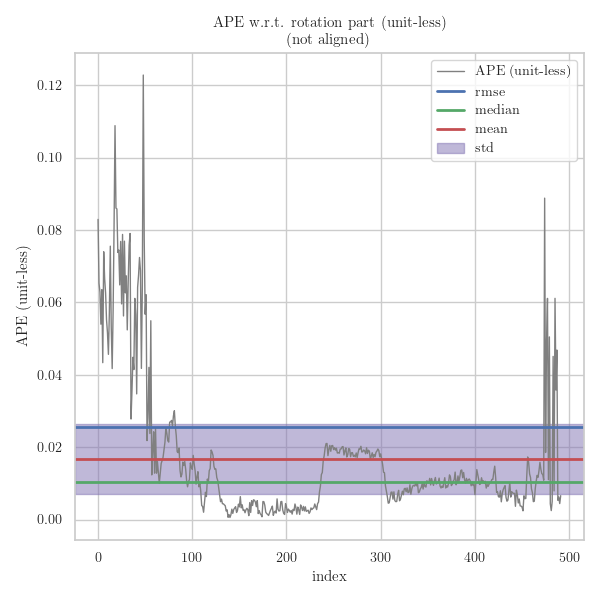 APE w.r.t. rotation part (unit-less)
(not aligned)
APE (unit-less)
rmse
median
mean
std
0.12
0.10
0.08
0.06
0.04
0.02
0.00
APE (unit-less)
0 100 200 300 400 500
index